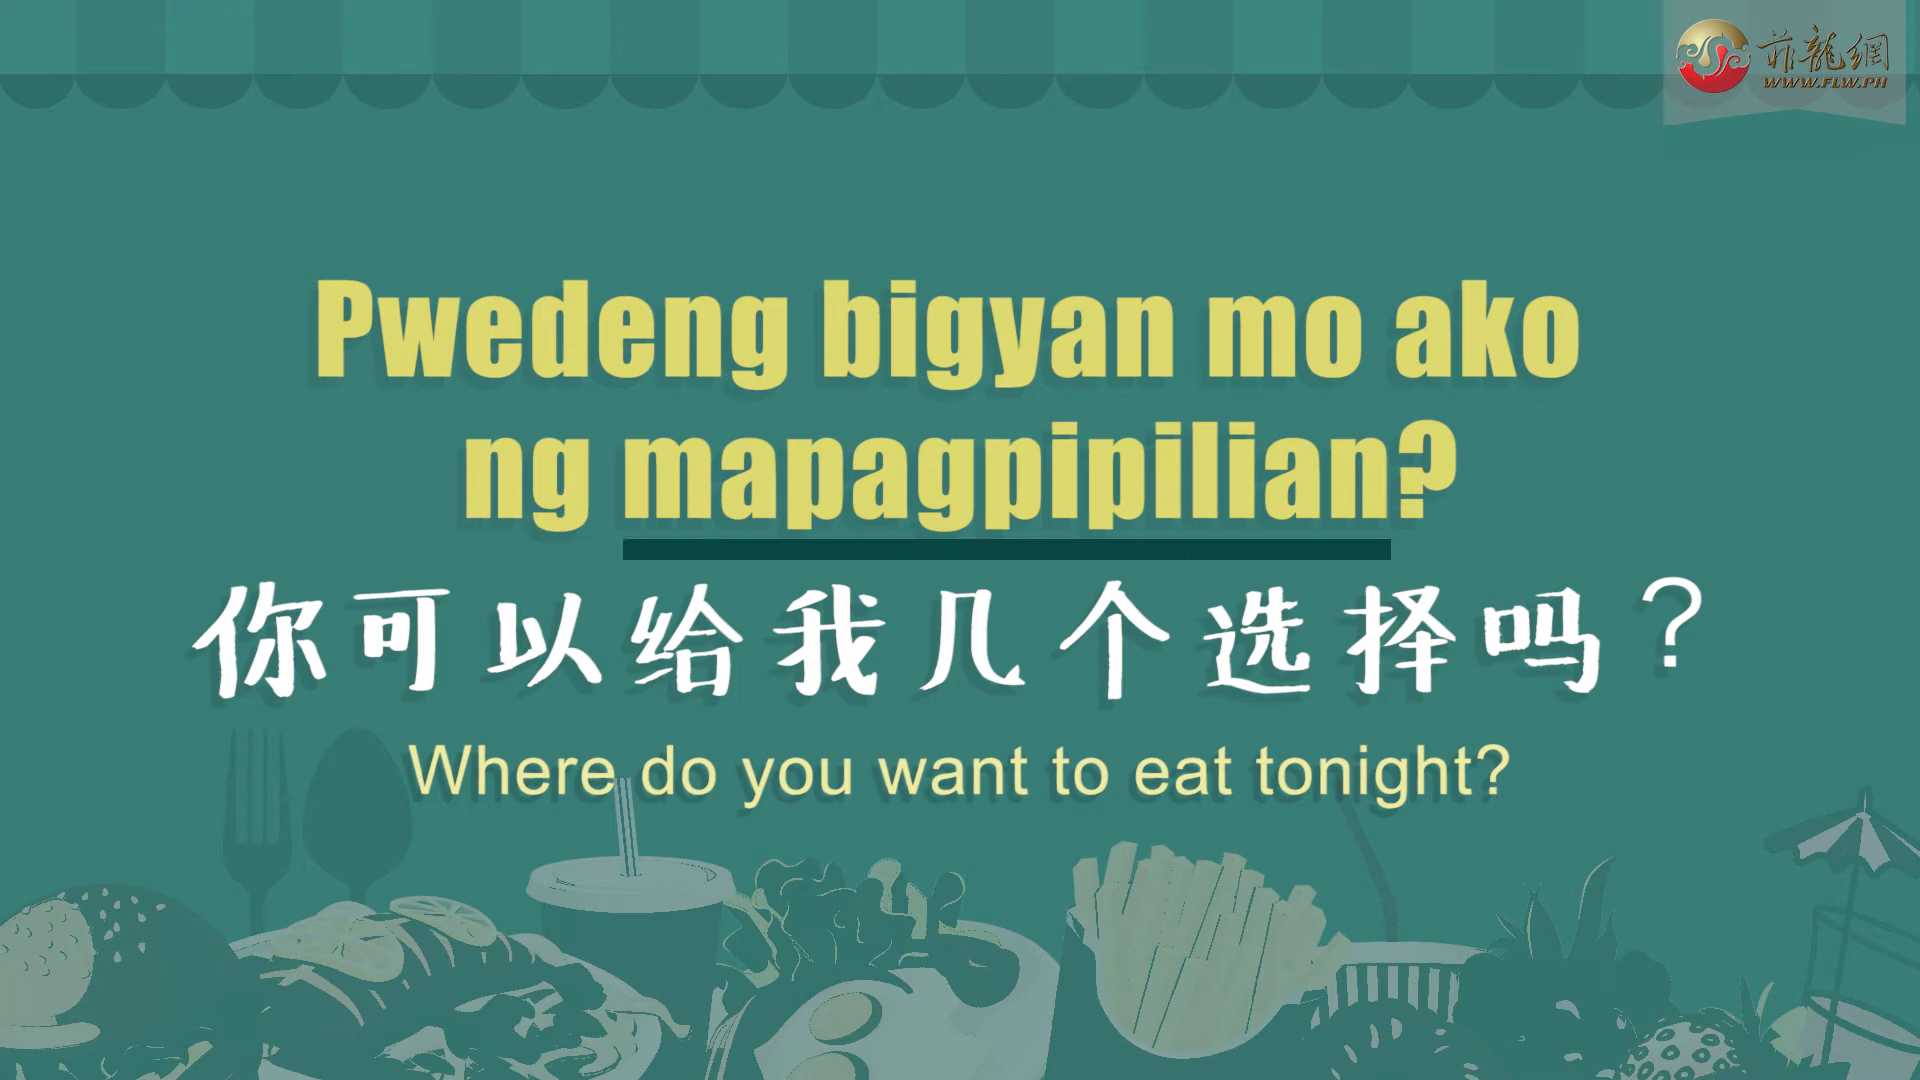 菲龍網
WWW.FLW.PH
Pwedeng bigyan mo ako
ng mapagpipilian?
你可以给我几个选择吗？
Where do you want to eat tonight?